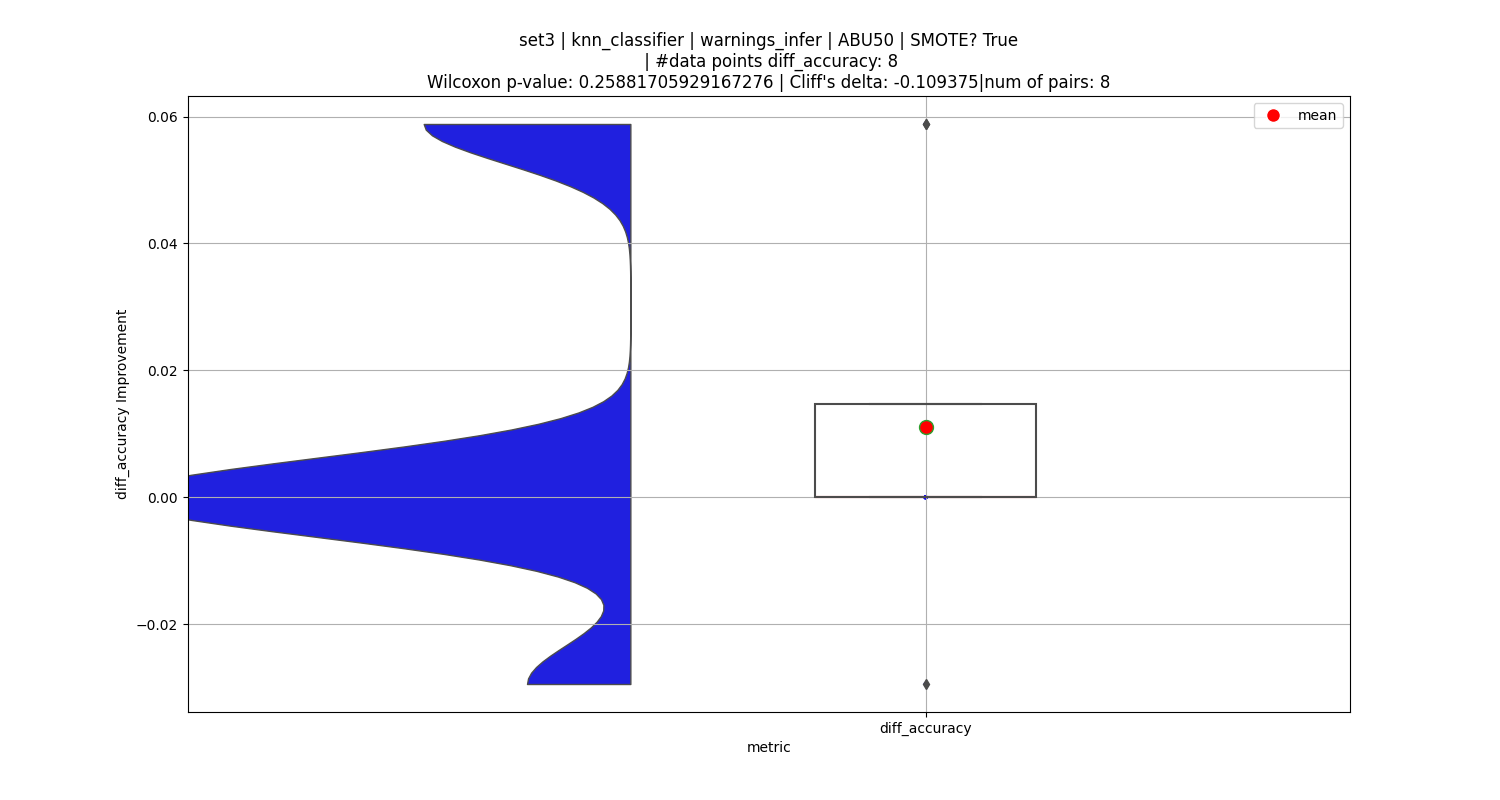 set3 | knn_classifier | warnings_infer | ABU50 | SMOTE? True
| #data points diff_accuracy: 8
Wilcoxon p-value: 0.25881705929167276 | Cliff's delta: -0.109375|num of pairs: 8
mean
0.06
0.04
0.02
0.00
−0.02
diff_accuracy Improvement
diff_accuracy
metric